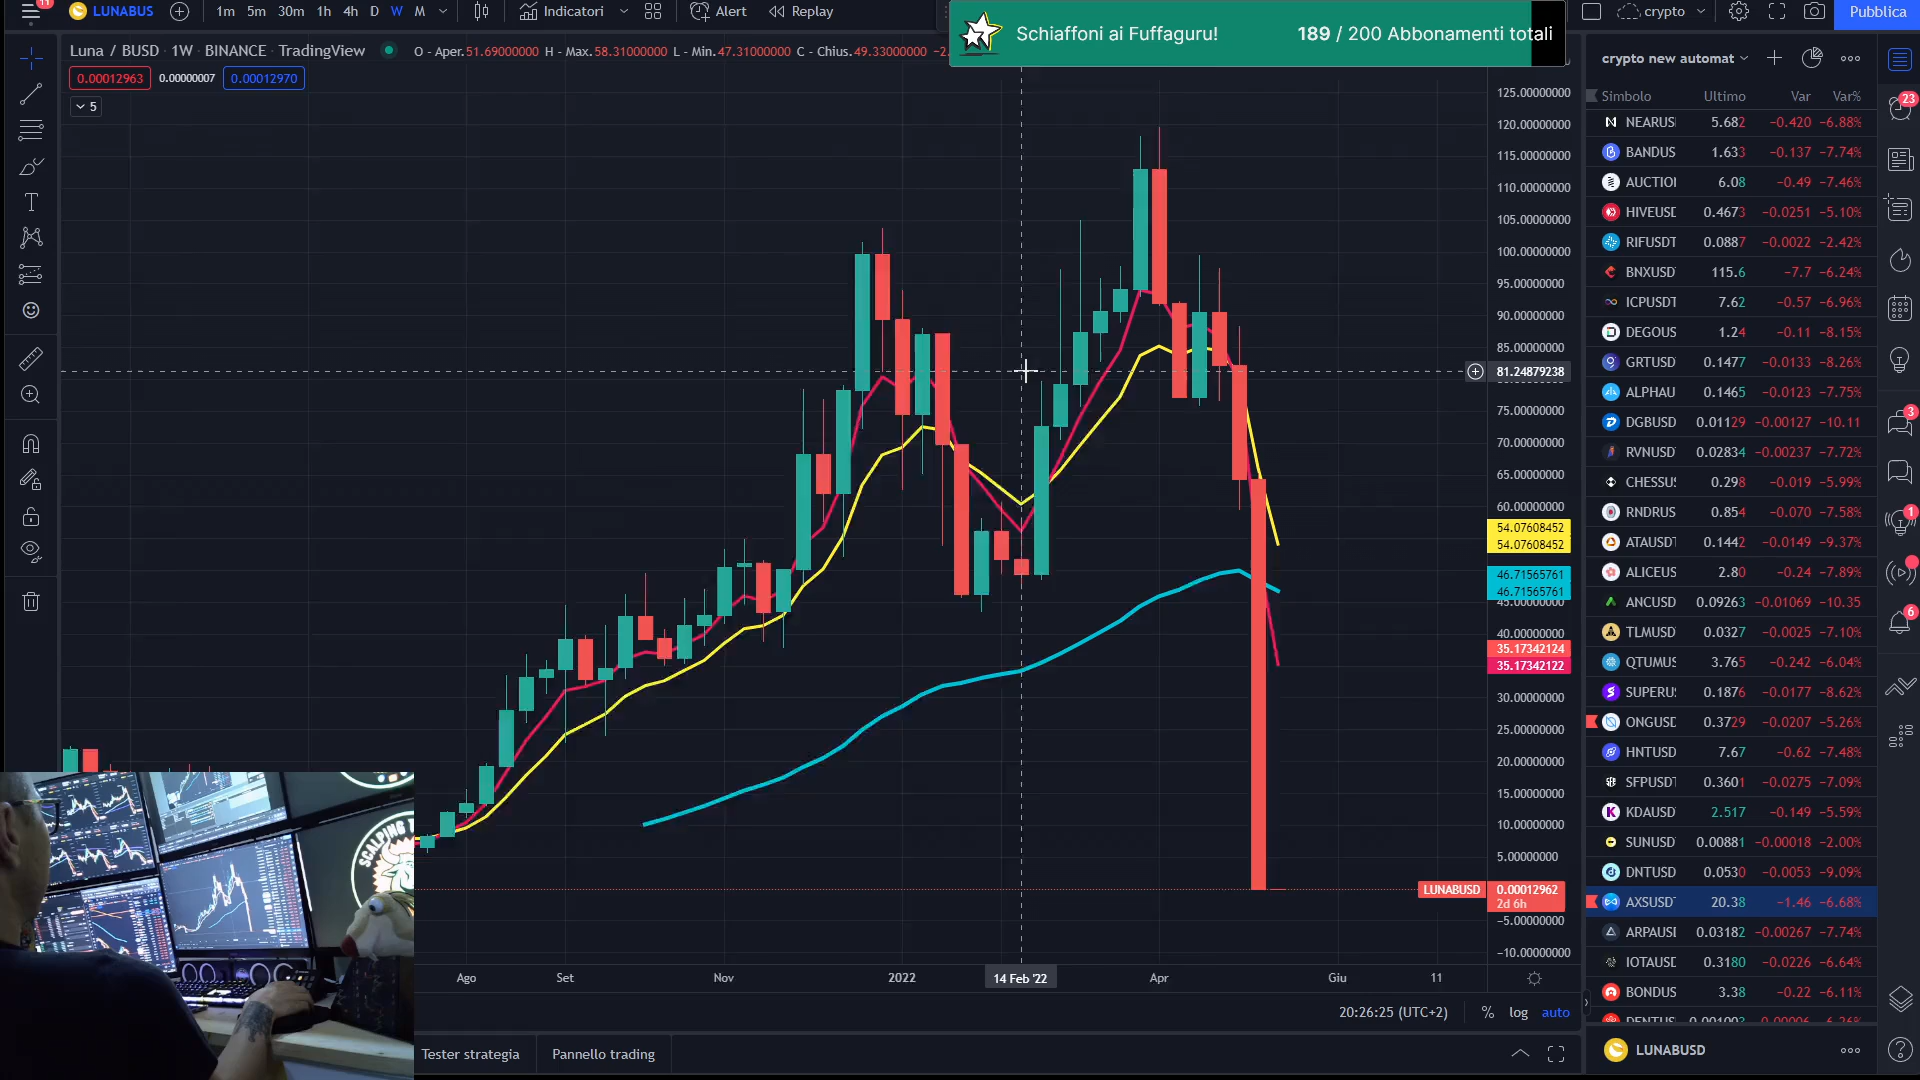 11
LUNABUS
1m 5m 30m 1h 4h D W M
Indicatori
Alert
Replay
crypto
Pubblica
Schiaffoni ai Fuffaguru! 189 / 200 Abbonamenti totali
Luna / BUSD · 1W · BINANCE · TradingView
O - Aper.51.69000000 H - Max.58.31000000 L - Min.47.31000000 C - Chius.49.33000000
0.00012963 0.00000007 0.00012970
5
125.00000000
120.00000000
115.00000000
110.00000000
105.00000000
100.00000000
95.00000000
90.00000000
85.00000000
81.24879238
75.00000000
70.00000000
65.00000000
60.00000000
54.07608452
54.07608452
46.71565761
46.71565761
45.00000000
40.00000000
35.17342124
35.17342122
30.00000000
25.00000000
20.00000000
15.00000000
10.00000000
5.00000000
LUNABUSD 0.00012962
2d 6h
−5.00000000
−10.00000000
Ago Set Nov 2022 14 Feb '22 Apr Giu 11
20:26:25 (UTC+2) % log auto
Tester strategia Pannello trading
SCALPING
crypto new automat
Simbolo Ultimo Var Var%
NEARUS 5.682 −0.420 −6.88%
BANDUS 1.633 −0.137 −7.74%
AUCTIOI 6.08 −0.49 −7.46%
HIVEUSD 0.4673 −0.0251 −5.10%
RIFUSDT 0.0887 −0.0022 −2.42%
BNXUSD 115.6 −7.7 −6.24%
ICPUSDT 7.62 −0.57 −6.96%
DEGOUS 1.24 −0.11 −8.15%
GRTUSD 0.1477 −0.0133 −8.26%
ALPHAU 0.1465 −0.0123 −7.75%
DGBUSD 0.01129 −0.00127 −10.11
RVNUSD 0.02834 −0.00237 −7.72%
CHESSUS 0.298 −0.019 −5.99%
RNDRUS 0.854 −0.070 −7.58%
ATAUSDT 0.1442 −0.0149 −9.37%
ALICEUS 2.80 −0.24 −7.89%
ANCUSD 0.09263 −0.01069 −10.35
TLMUSD 0.0327 −0.0025 −7.10%
QTUMUS 3.765 −0.242 −6.04%
SUPERUS 0.1876 −0.0177 −8.62%
ONGUSD 0.3729 −0.0207 −5.26%
HNTUSD 7.67 −0.62 −7.48%
SFPUSDT 0.3601 −0.0275 −7.09%
KDAUSD 2.517 −0.149 −5.59%
SUNUSD 0.00881 −0.00018 −2.00%
DNTUSD 0.0530 −0.0053 −9.09%
AXSUSD 20.38 −1.46 −6.68%
ARPAUSI 0.03182 −0.00267 −7.74%
IOTAUSD 0.3180 −0.0226 −6.64%
BONDUS 3.38 −0.22 −6.11%
LUNABUSD
23
3
1
6